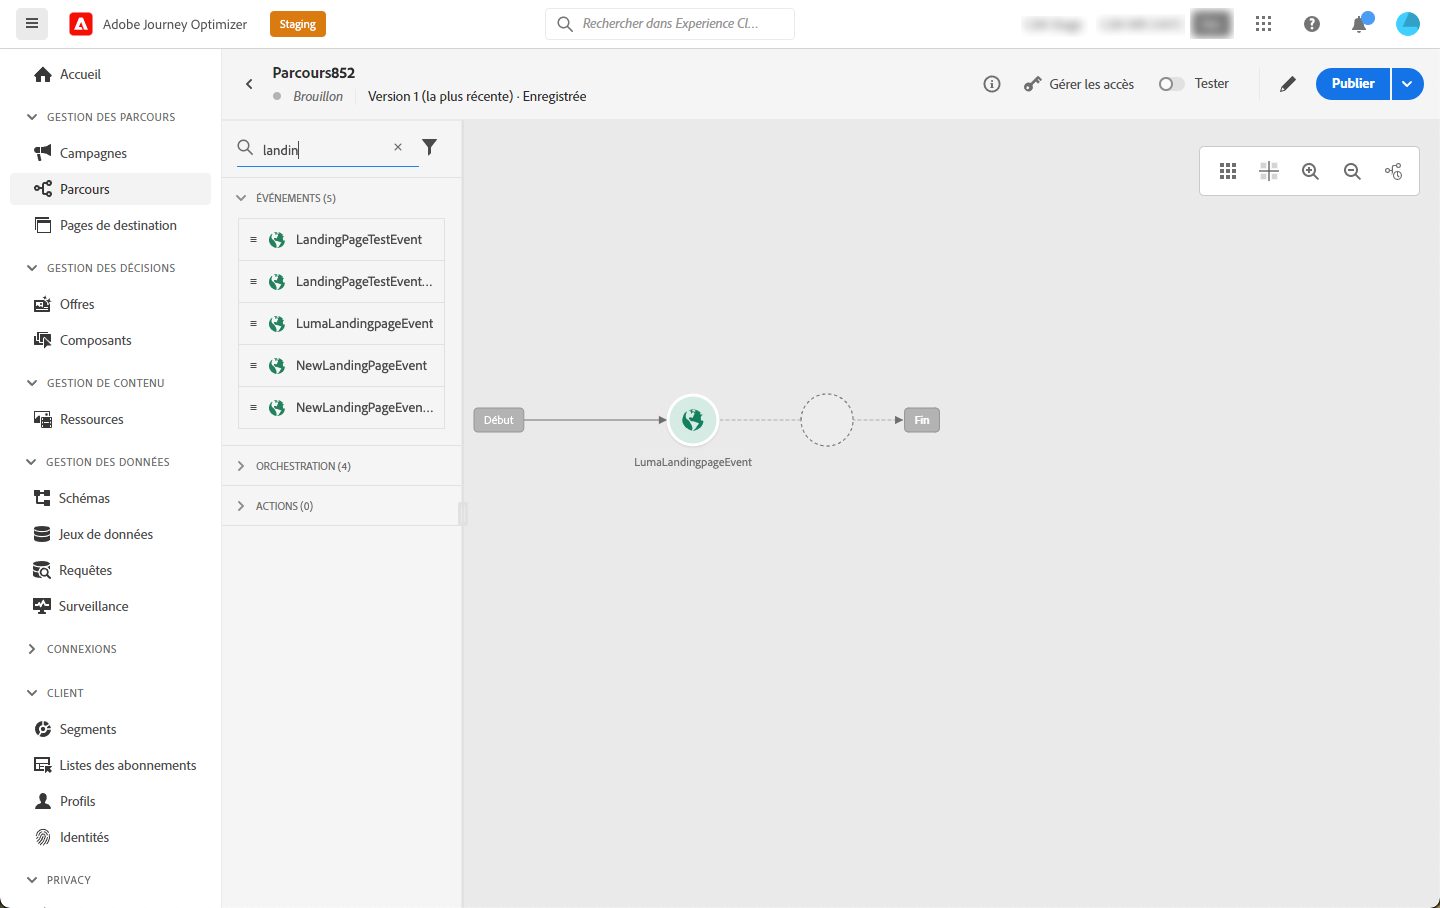 Adobe Journey Optimizer
Staging
Rechercher dans Experience Cl...
Accueil
GESTION DES PARCOURS
Campagnes
Parcours
Pages de destination
GESTION DES DÉCISIONS
Offres
Composants
GESTION DE CONTENU
Ressources
GESTION DES DONNÉES
Schémas
Jeux de données
Requêtes
Surveillance
CONNEXIONS
CLIENT
Segments
Listes des abonnements
Profils
Identités
PRIVACY
Parcours852
Brouillon
Version 1 (la plus récente) · Enregistrée
Gérer les accès
Tester
Publier
landin
ÉVÉNEMENTS (5)
LandingPageTestEvent
LandingPageTestEvent...
LumaLandingpageEvent
NewLandingPageEvent
NewLandingPageEven...
ORCHESTRATION (4)
ACTIONS (0)
Début
LumaLandingpageEvent
Fin